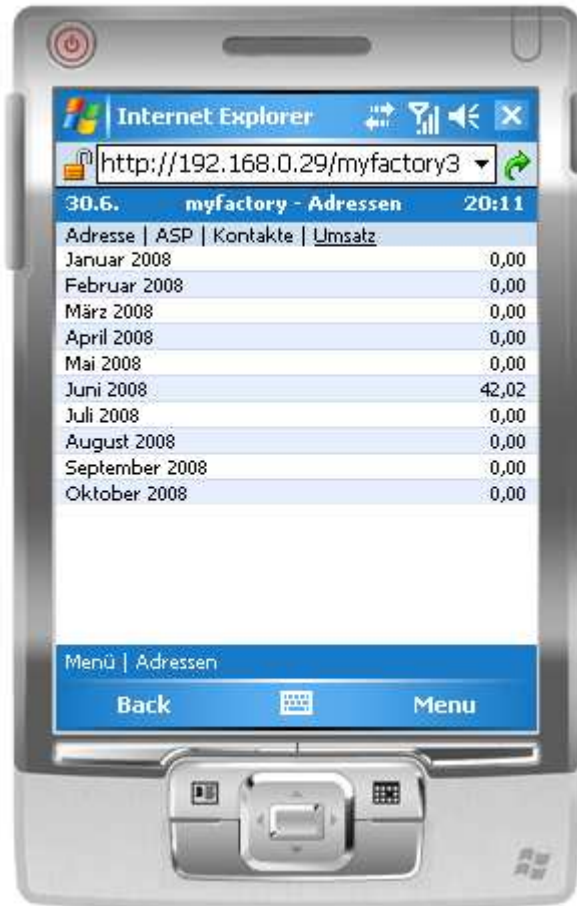 Internet Explorer
http://192.168.0.29/myfactory3
30.6. myfactory - Adressen 20:11
Adresse | ASP | Kontakte | Umsatz
Januar 2008 0,00
Februar 2008 0,00
März 2008 0,00
April 2008 0,00
Mai 2008 0,00
Juni 2008 42,02
Juli 2008 0,00
August 2008 0,00
September 2008 0,00
Oktober 2008 0,00
Menü | Adressen
Back Menu